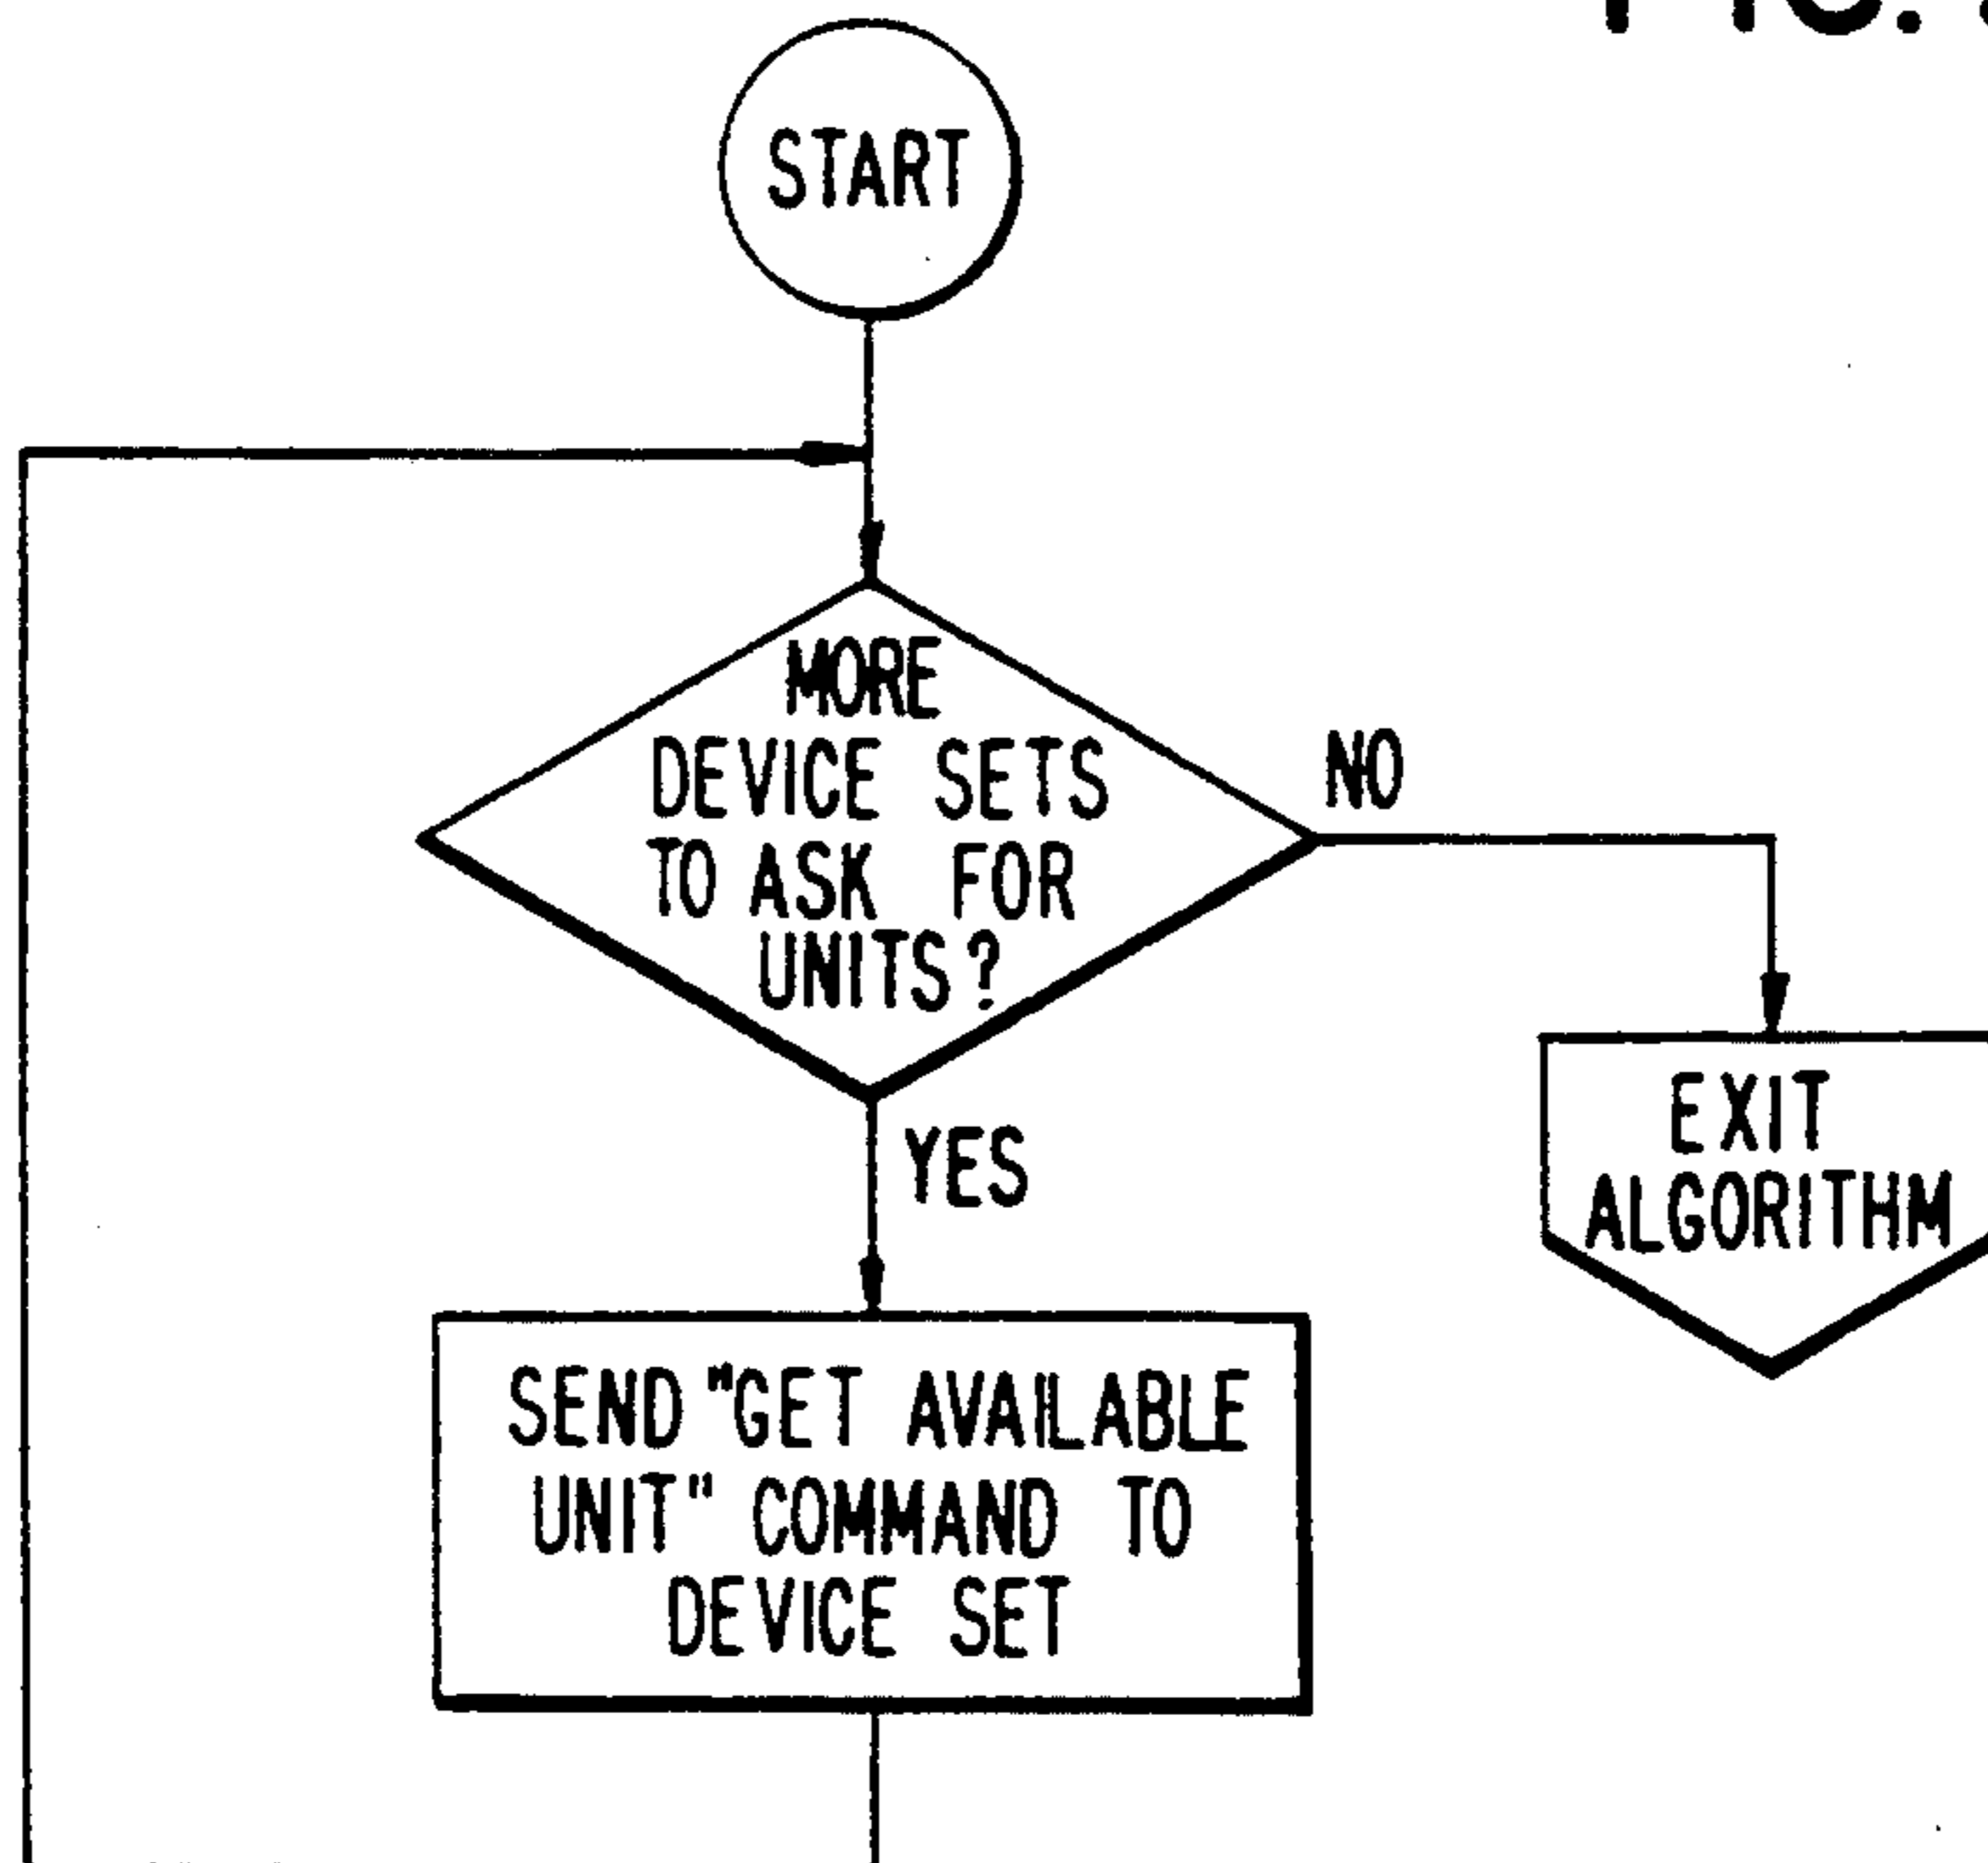 FIG.
START
MORE
DEVICE SETS
TO ASK FOR
UNITS?
NO
YES
EXIT
ALGORITHM
SEND "GET AVAILABLE
UNIT" COMMAND TO
DEVICE SET